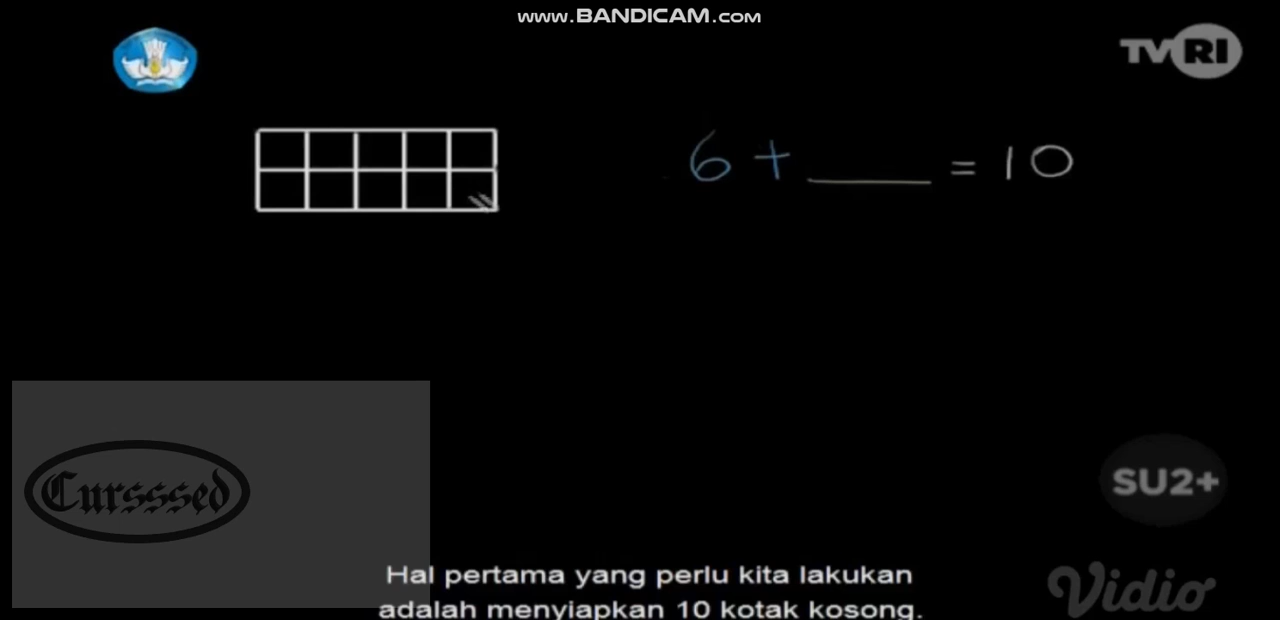 www.BANDICAM.com
TVRI
6 + ____ = 10
Cursssed
SU2+
Hal pertama yang perlu kita lakukan
adalah menyiapkan 10 kotak kosong.
Vidio